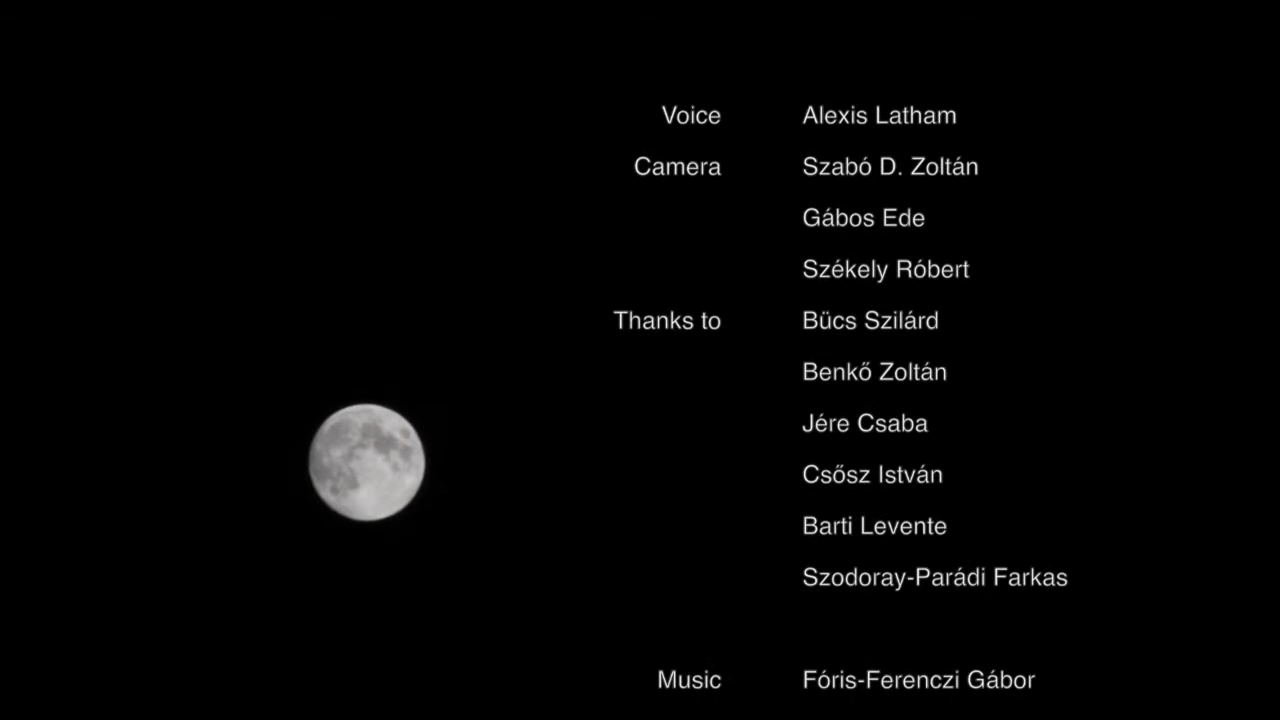 Voice Alexis Latham
Camera Szabó D. Zoltán
Gábos Ede
Székely Róbert
Thanks to Bücs Szilárd
Benkő Zoltán
Jére Csaba
Csősz István
Barti Levente
Szodoray-Parádi Farkas
Music Fóris-Ferenczi Gábor